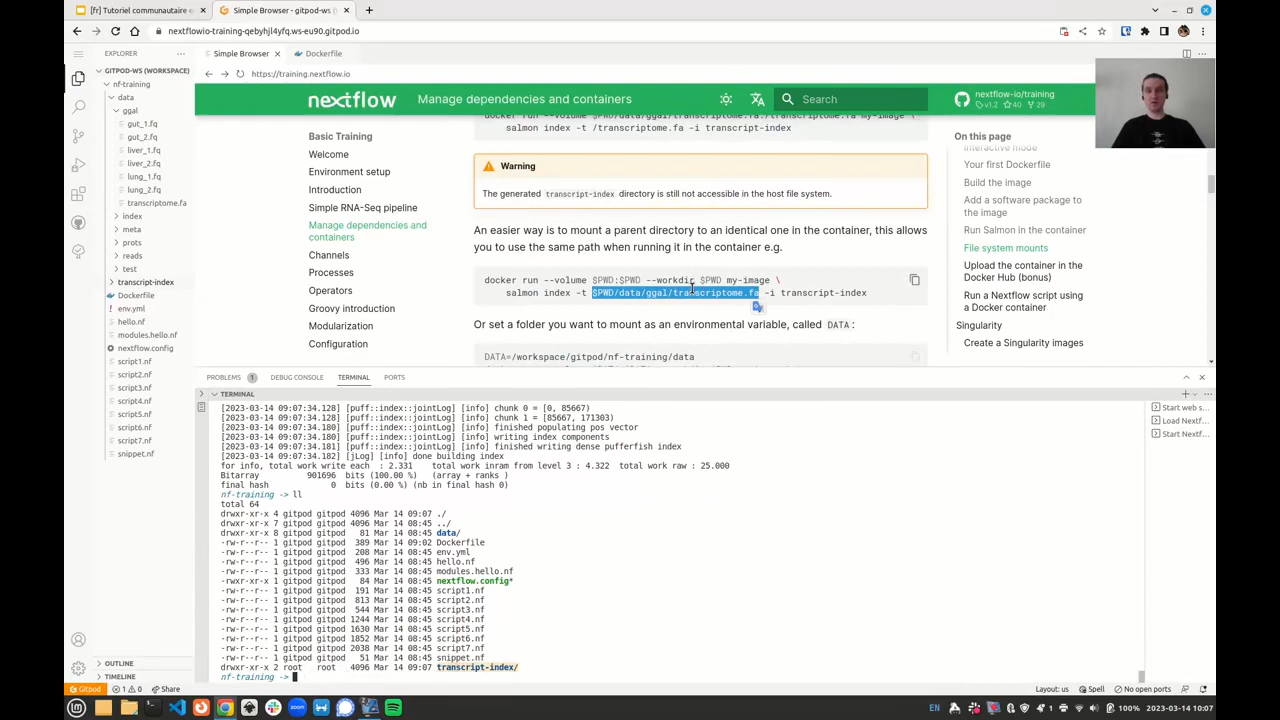 [fr] Tutoriel communautaire e
Simple Browser - gitpod-ws (
nextflowio-training-qebyhjl4yfq.ws-eu90.gitpod.io
EXPLORER
Simple Browser
Dockerfile
GITPOD-WS (WORKSPACE)
nf-training
data
ggal
gut_1.fq
gut_2.fq
liver_1.fq
liver_2.fq
lung_1.fq
lung_2.fq
transcriptome.fa
index
meta
prots
reads
test
transcript-index
Dockerfile
env.yml
hello.nf
modules.hello.nf
nextflow.config
script1.nf
script2.nf
script3.nf
script4.nf
script5.nf
script6.nf
script7.nf
snippet.nf
OUTLINE
TIMELINE
https://training.nextflow.io
nextflow
Manage dependencies and containers
Search
nextflow-io/training
v1.2 40 29
Basic Training
Welcome
Environment setup
Introduction
Simple RNA-Seq pipeline
Manage dependencies and
containers
Channels
Processes
Operators
Groovy introduction
Modularization
Configuration
docker run --volume $PWD/data/ggal/transcriptome.fa:/transcriptome.fa my-image \
salmon index -t /transcriptome.fa -i transcript-index
Warning
The generated transcript-index directory is still not accessible in the host file system.
An easier way is to mount a parent directory to an identical one in the container, this allows
you to use the same path when running it in the container e.g.
docker run --volume $PWD:$PWD --workdir $PWD my-image \
salmon index -t $PWD/data/ggal/transcriptome.fa -i transcript-index
Or set a folder you want to mount as an environmental variable, called DATA:
DATA=/workspace/gitpod/nf-training/data
On this page
Interactive mode
Your first Dockerfile
Build the image
Add a software package to
the image
Run Salmon in the container
File system mounts
Upload the container in the
Docker Hub (bonus)
Run a Nextflow script using
a Docker container
Singularity
Create a Singularity images
PROBLEMS 1
DEBUG CONSOLE
TERMINAL
PORTS
TERMINAL
[2023-03-14 09:07:34.128] [puff::index::jointLog] [info] chunk 0 = [0, 85667)
[2023-03-14 09:07:34.128] [puff::index::jointLog] [info] chunk 1 = [85667, 171303)
[2023-03-14 09:07:34.180] [puff::index::jointLog] [info] finished populating pos vector
[2023-03-14 09:07:34.180] [puff::index::jointLog] [info] writing index components
[2023-03-14 09:07:34.181] [puff::index::jointLog] [info] finished writing dense pufferfish index
[2023-03-14 09:07:34.182] [jLog] [info] done building index
for info, total work write each  : 2.331    total work inram from level 3 : 4.322  total work raw : 25.000
Bitarray 901696 bits (100.00 %) (array + ranks )
final hash 0 bits (0.00 %) (nb in final hash 0)
nf-training -> ll
total 64
drwxr-xr-x 4 gitpod gitpod 4096 Mar 14 09:07 ./
drwxr-xr-x 7 gitpod gitpod 4096 Mar 14 08:45 ../
drwxr-xr-x 8 gitpod gitpod 81 Mar 14 08:45 data/
-rw-r--r-- 1 gitpod gitpod 389 Mar 14 09:02 Dockerfile
-rw-r--r-- 1 gitpod gitpod 208 Mar 14 08:45 env.yml
-rw-r--r-- 1 gitpod gitpod 496 Mar 14 08:45 hello.nf
-rw-r--r-- 1 gitpod gitpod 333 Mar 14 08:45 modules.hello.nf
-rwxr-xr-x 1 gitpod gitpod 84 Mar 14 08:45 nextflow.config*
-rw-r--r-- 1 gitpod gitpod 191 Mar 14 08:45 script1.nf
-rw-r--r-- 1 gitpod gitpod 813 Mar 14 08:45 script2.nf
-rw-r--r-- 1 gitpod gitpod 544 Mar 14 08:45 script3.nf
-rw-r--r-- 1 gitpod gitpod 1244 Mar 14 08:45 script4.nf
-rw-r--r-- 1 gitpod gitpod 1630 Mar 14 08:45 script5.nf
-rw-r--r-- 1 gitpod gitpod 1852 Mar 14 08:45 script6.nf
-rw-r--r-- 1 gitpod gitpod 2038 Mar 14 08:45 script7.nf
-rw-r--r-- 1 gitpod gitpod 51 Mar 14 08:45 snippet.nf
drwxr-xr-x 2 root root 4096 Mar 14 09:07 transcript-index/
nf-training ->
Start web s...
Load Nextf...
Start Nextf...
Gitpod
1 0
Share
Layout: us
Spell
No open ports
EN
100%
2023-03-14 10:07